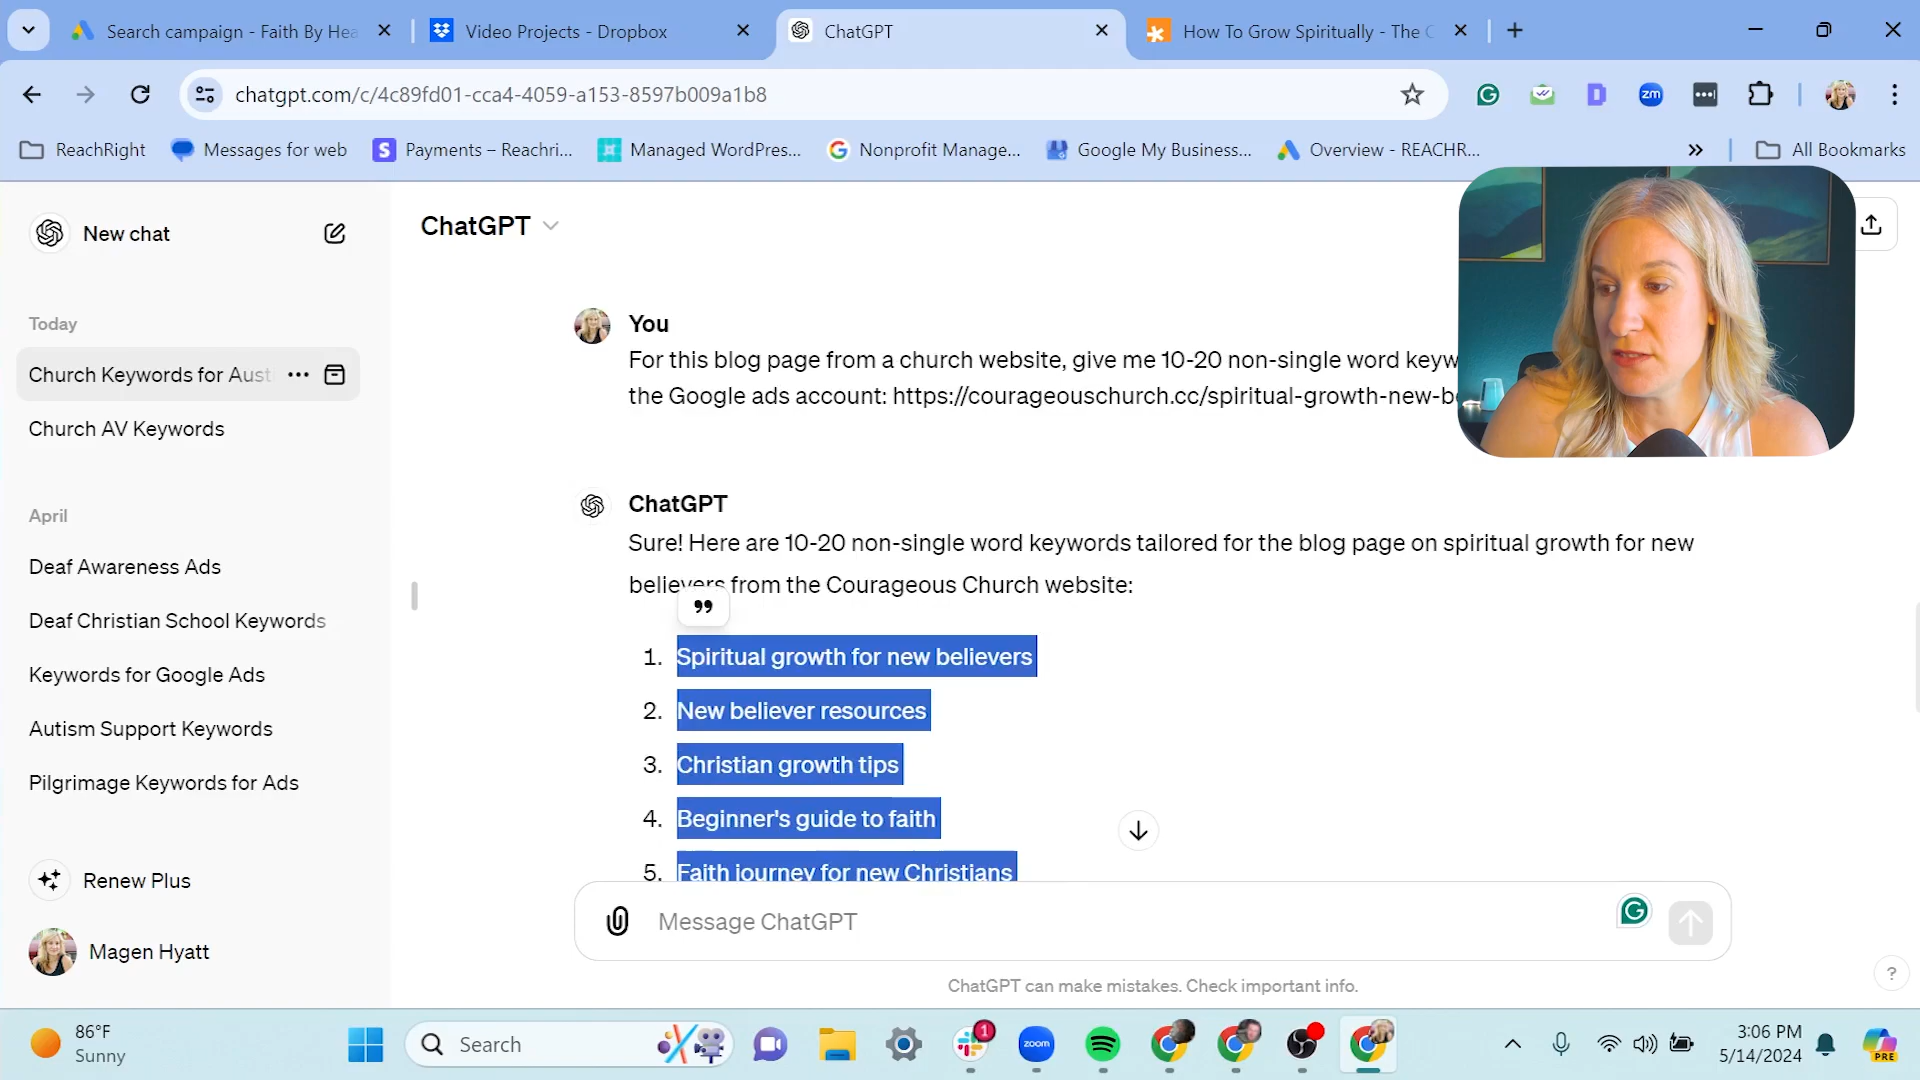 Search campaign - Faith By Hea
Video Projects - Dropbox
ChatGPT
How To Grow Spiritually - The C
chatgpt.com/c/4c89fd01-cca4-4059-a153-8597b009a1b8
zm
ReachRight
Messages for web
Payments – Reachri...
Managed WordPres...
Nonprofit Manage...
Google My Business...
Overview - REACHR...
All Bookmarks
New chat
Today
Church Keywords for Aust
Church AV Keywords
April
Deaf Awareness Ads
Deaf Christian School Keywords
Keywords for Google Ads
Autism Support Keywords
Pilgrimage Keywords for Ads
Renew Plus
Magen Hyatt
ChatGPT
You
For this blog page from a church website, give me 10-20 non-single word keyw
the Google ads account: https://courageouschurch.cc/spiritual-growth-new-b
ChatGPT
Sure! Here are 10-20 non-single word keywords tailored for the blog page on spiritual growth for new
believers from the Courageous Church website:
1. Spiritual growth for new believers
2. New believer resources
3. Christian growth tips
4. Beginner's guide to faith
5. Faith journey for new Christians
Message ChatGPT
ChatGPT can make mistakes. Check important info.
?
86°F
Sunny
Search
1
zoom
3:06 PM
5/14/2024
PRE